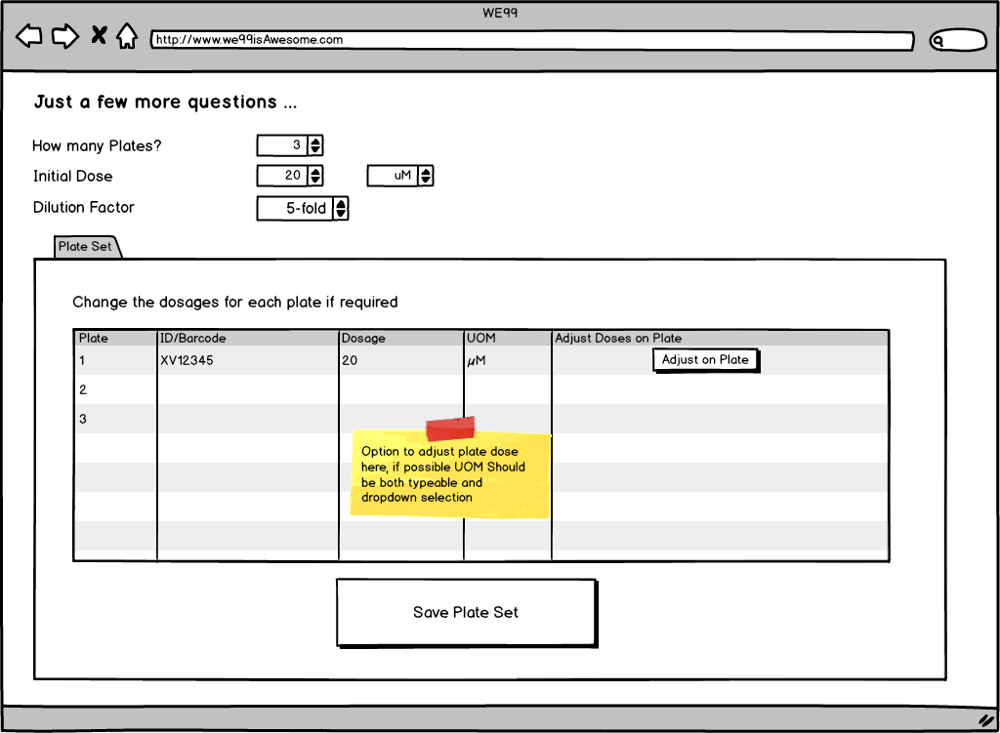 WE99
http://www.we99isAwesome.com
Just a few more questions ...
How many Plates? 3
Initial Dose 20 uM
Dilution Factor 5-fold
Plate Set
Change the dosages for each plate if required
Plate ID/Barcode Dosage UOM Adjust Doses on Plate
1 XV12345 20 µM Adjust on Plate
2
3
Option to adjust plate dose
here, if possible UOM Should
be both typeable and
dropdown selection
Save Plate Set